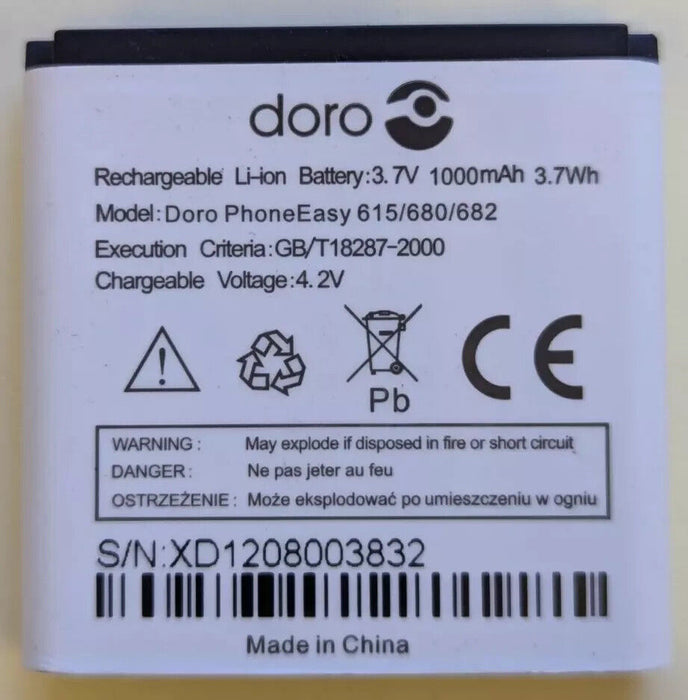 doro
Rechargeable Li-ion Battery:3.7V 1000mAh 3.7Wh
Model:Doro PhoneEasy 615/680/682
Execution Criteria:GB/T18287-2000
Chargeable Voltage:4.2V
Pb
CE
WARNING : May explode if disposed in fire or short circuit
DANGER : Ne pas jeter au feu
OSTRZEŻENIE : Może eksplodować po umieszczeniu w ogniu
S/N:XD1208003832
Made in China